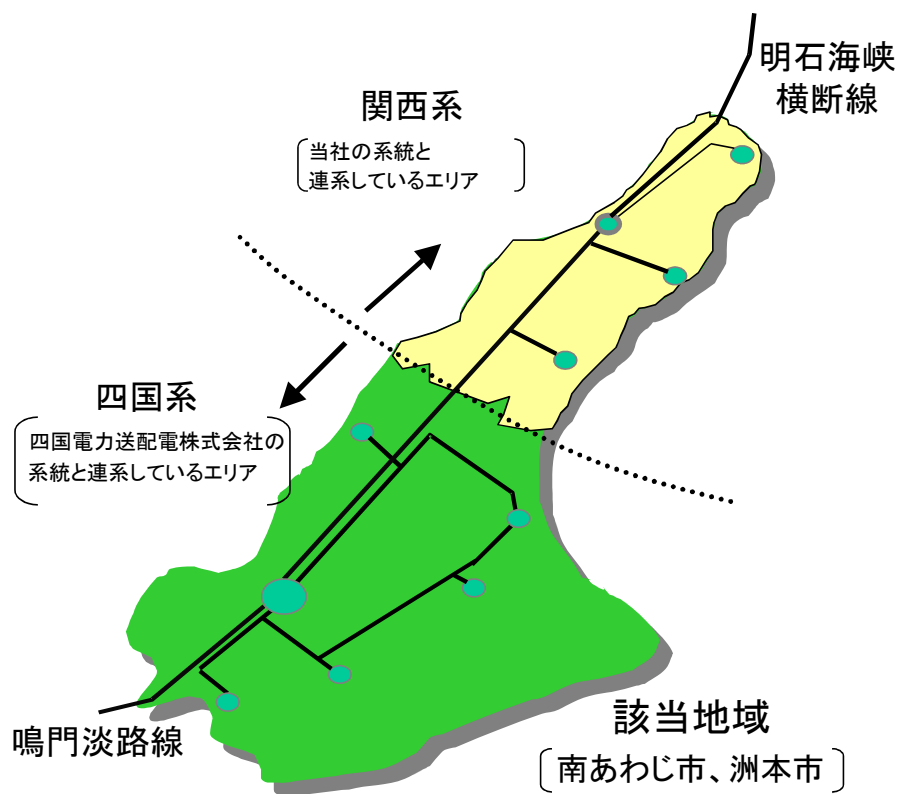 明石海峡
横断線
関西系
当社の系統と
連系しているエリア
四国系
四国電力送配電株式会社の
系統と連系しているエリア
鳴門淡路線
該当地域
南あわじ市、洲本市